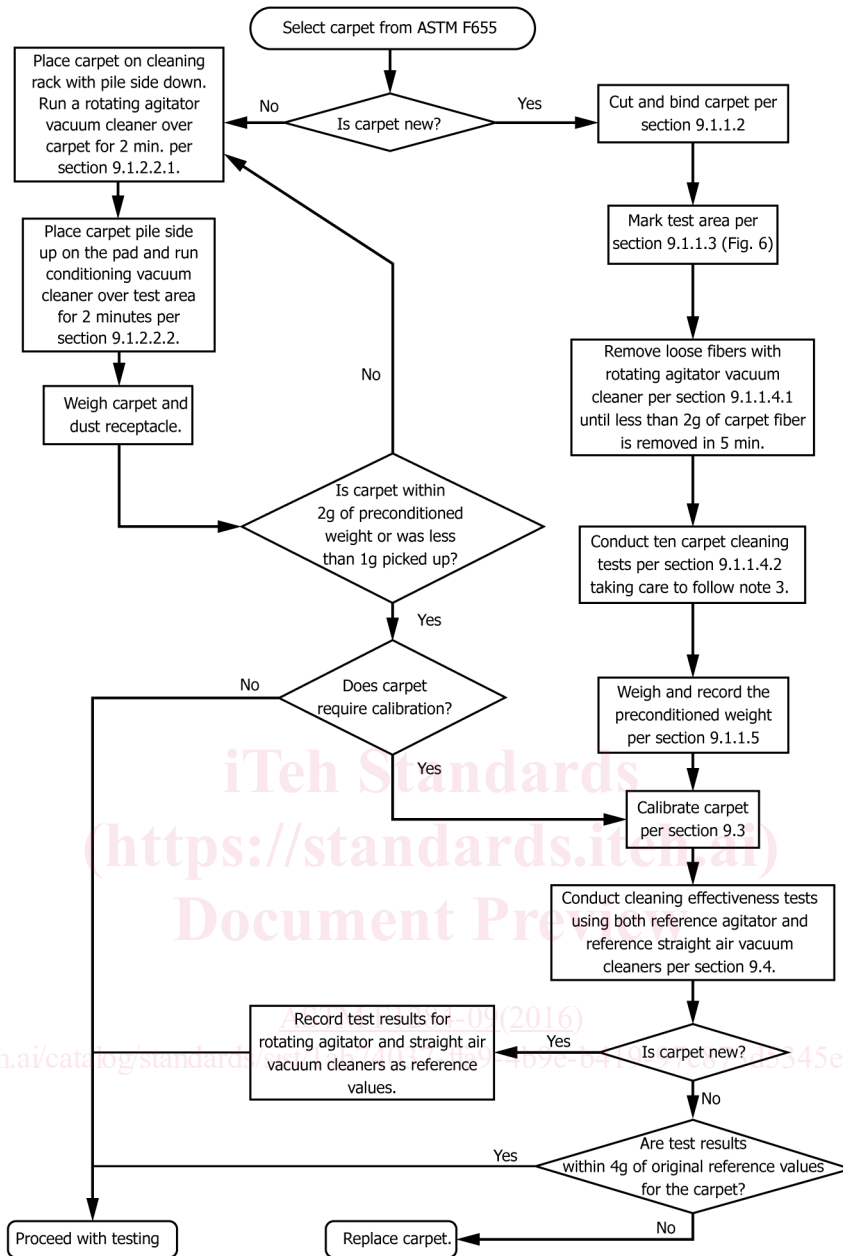 Select carpet from ASTM F655
Is carpet new?
No
Yes
Place carpet on cleaning
rack with pile side down.
Run a rotating agitator
vacuum cleaner over
carpet for 2 min. per
section 9.1.2.2.1.
Place carpet pile side
up on the pad and run
conditioning vacuum
cleaner over test area
for 2 minutes per
section 9.1.2.2.2.
Weigh carpet and
dust receptacle.
No
Is carpet within
2g of preconditioned
weight or was less
than 1g picked up?
Yes
No
Does carpet
require calibration?
Yes
Cut and bind carpet per
section 9.1.1.2
Mark test area per
section 9.1.1.3 (Fig. 6)
Remove loose fibers with
rotating agitator vacuum
cleaner per section 9.1.1.4.1
until less than 2g of carpet fiber
is removed in 5 min.
Conduct ten carpet cleaning
tests per section 9.1.1.4.2
taking care to follow note 3.
Weigh and record the
preconditioned weight
per section 9.1.1.5
Calibrate carpet
per section 9.3
Conduct cleaning effectiveness tests
using both reference agitator and
reference straight air vacuum
cleaners per section 9.4.
Is carpet new?
Yes
No
Record test results for
rotating agitator and straight air
vacuum cleaners as reference
values.
Are test results
within 4g of original reference values
for the carpet?
Yes
No
Proceed with testing
Replace carpet.
iTeh Standards
(https://standards.iteh.ai)
Document Preview